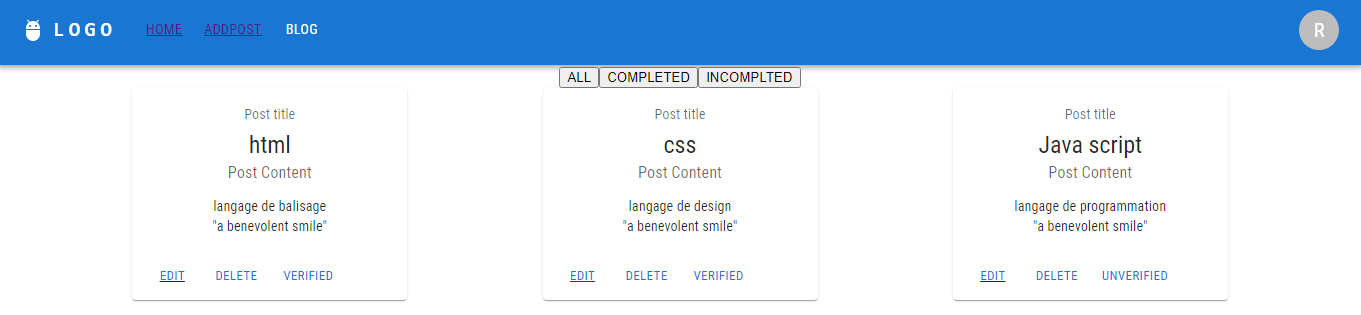 LOGO HOME ADDPOST BLOG R
ALL COMPLETED INCOMPLTED
Post title
html
Post Content
langage de balisage
"a benevolent smile"
EDIT DELETE VERIFIED
Post title
css
Post Content
langage de design
"a benevolent smile"
EDIT DELETE VERIFIED
Post title
Java script
Post Content
langage de programmation
"a benevolent smile"
EDIT DELETE UNVERIFIED